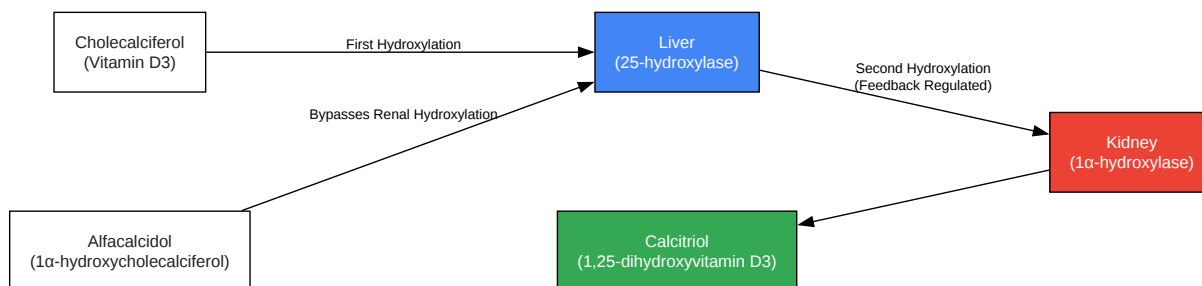 Cholecalciferol
(Vitamin D3)
First Hydroxylation
Liver
(25-hydroxylase)
Second Hydroxylation
(Feedback Regulated)
Bypasses Renal Hydroxylation
Kidney
(1α-hydroxylase)
Alfacalcidol
(1α-hydroxycholecalciferol)
Calcitriol
(1,25-dihydroxyvitamin D3)